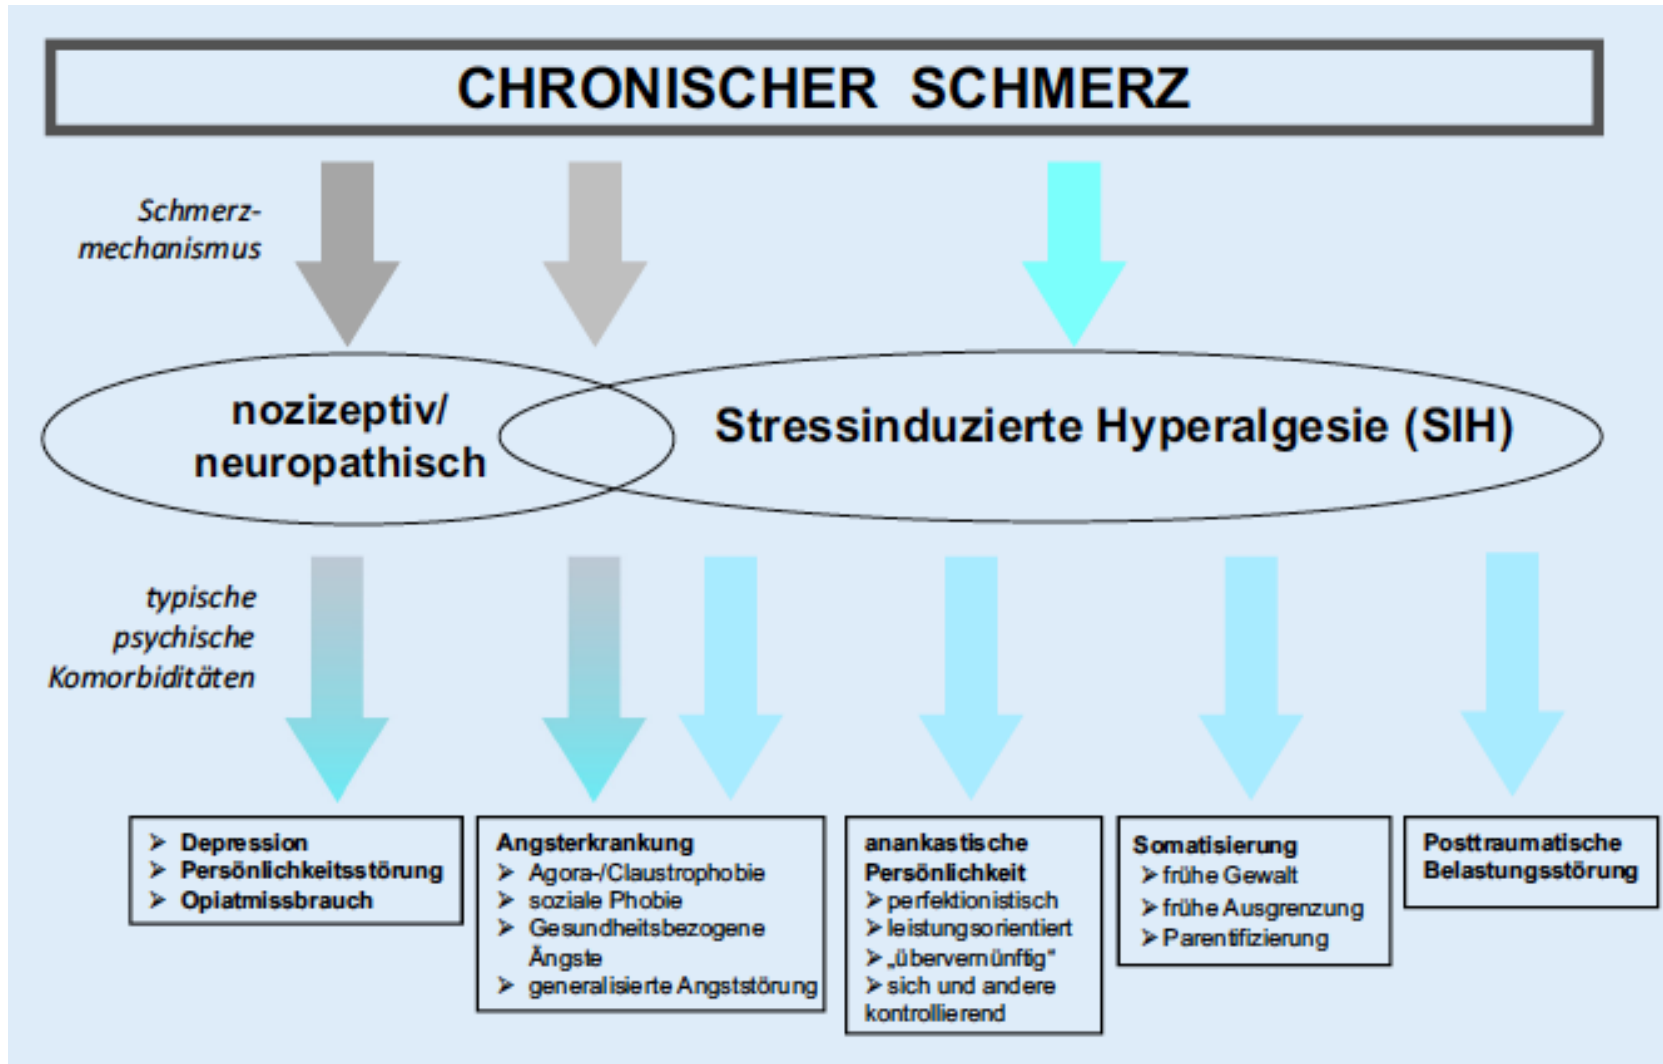 CHRONISCHER SCHMERZ
Schmerz-
mechanismus
nozizeptiv/
neuropathisch
Stressinduzierte Hyperalgesie (SIH)
typische
psychische
Komorbiditäten
➢ Depression
➢ Persönlichkeitsstörung
➢ Opiatmissbrauch
Angsterkrankung
➢ Agora-/Claustrophobie
➢ soziale Phobie
➢ Gesundheitsbezogene
Ängste
➢ generalisierte Angststörung
anankastische
Persönlichkeit
➢ perfektionistisch
➢ leistungsorientiert
➢ „übervernünftig“
➢ sich und andere
kontrollierend
Somatisierung
➢ frühe Gewalt
➢ frühe Ausgrenzung
➢ Parentifizierung
Posttraumatische
Belastungsstörung